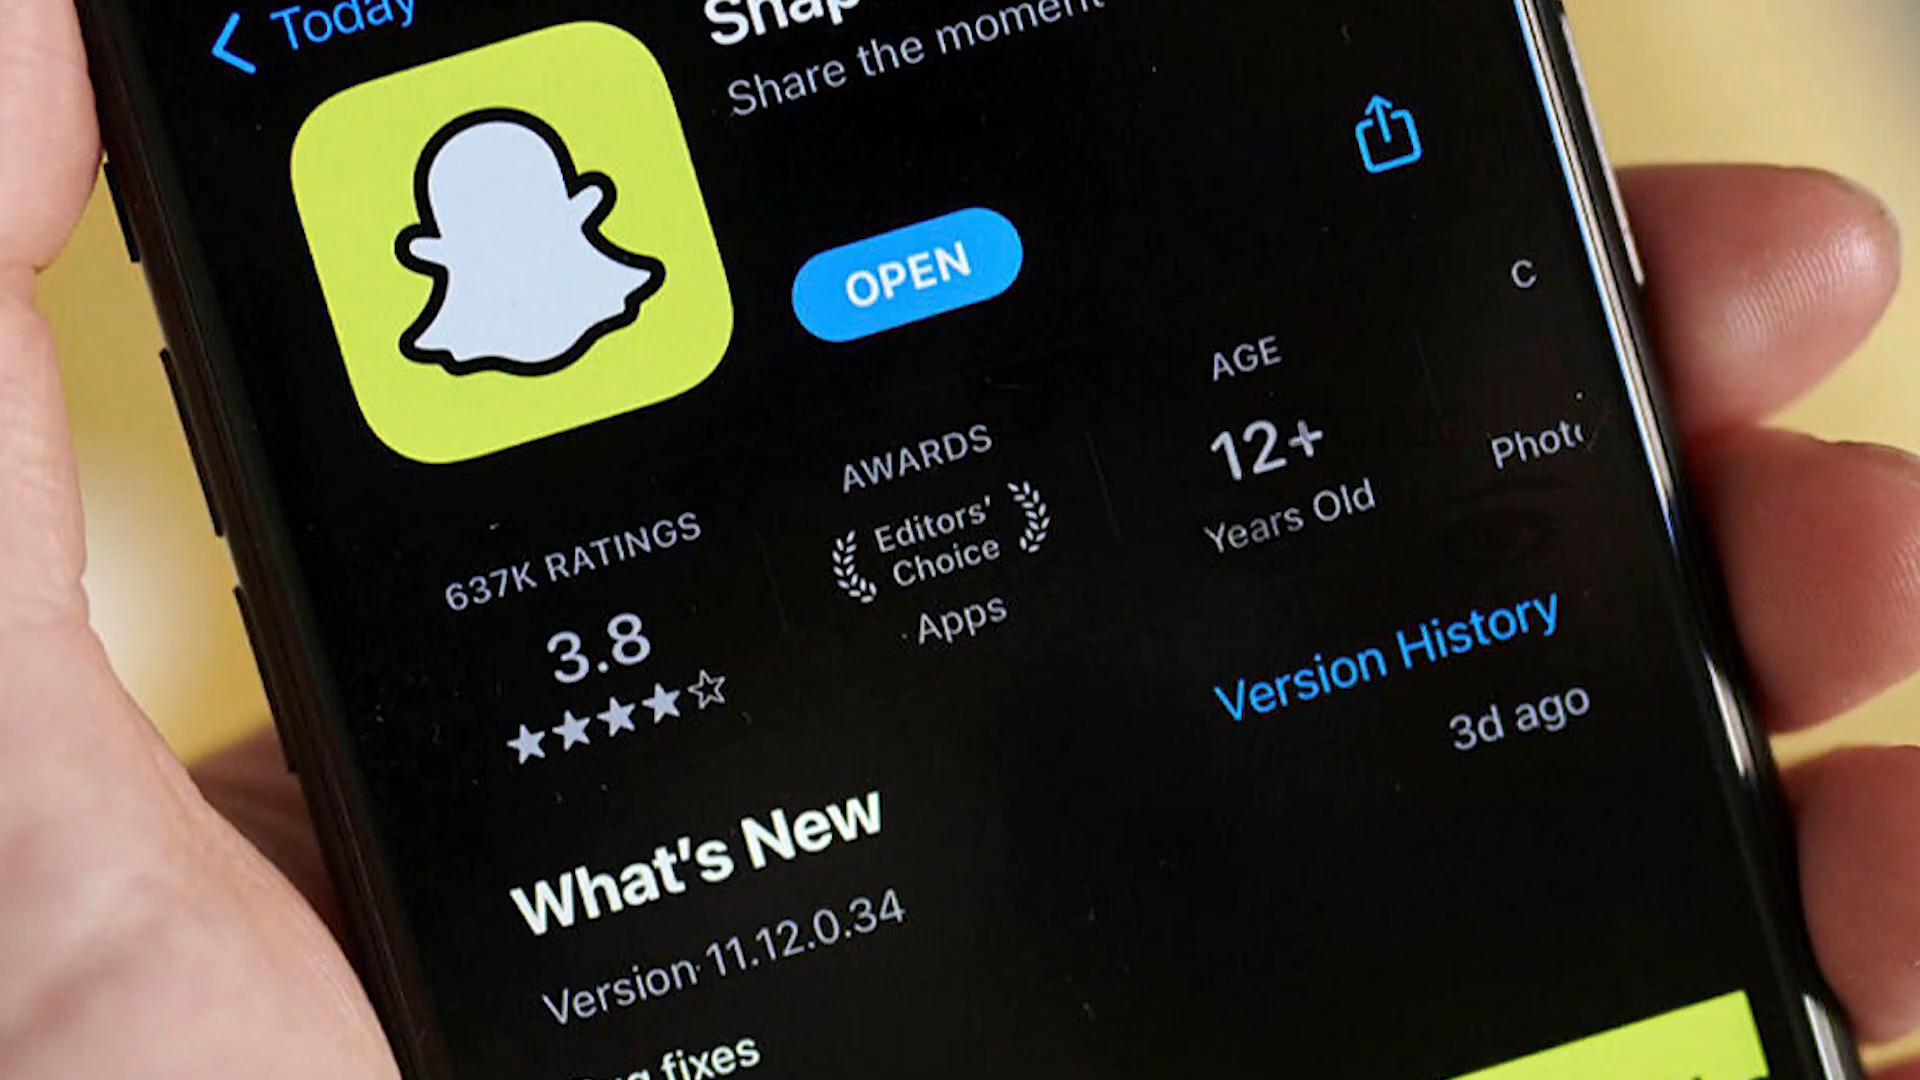 Today
Snap
Share the moment
OPEN
637K RATINGS
3.8
AWARDS
Editors'
Choice
Apps
AGE
12+
Years Old
C
What's New
Version History
Version 11.12.0.34
3d ago
fixes